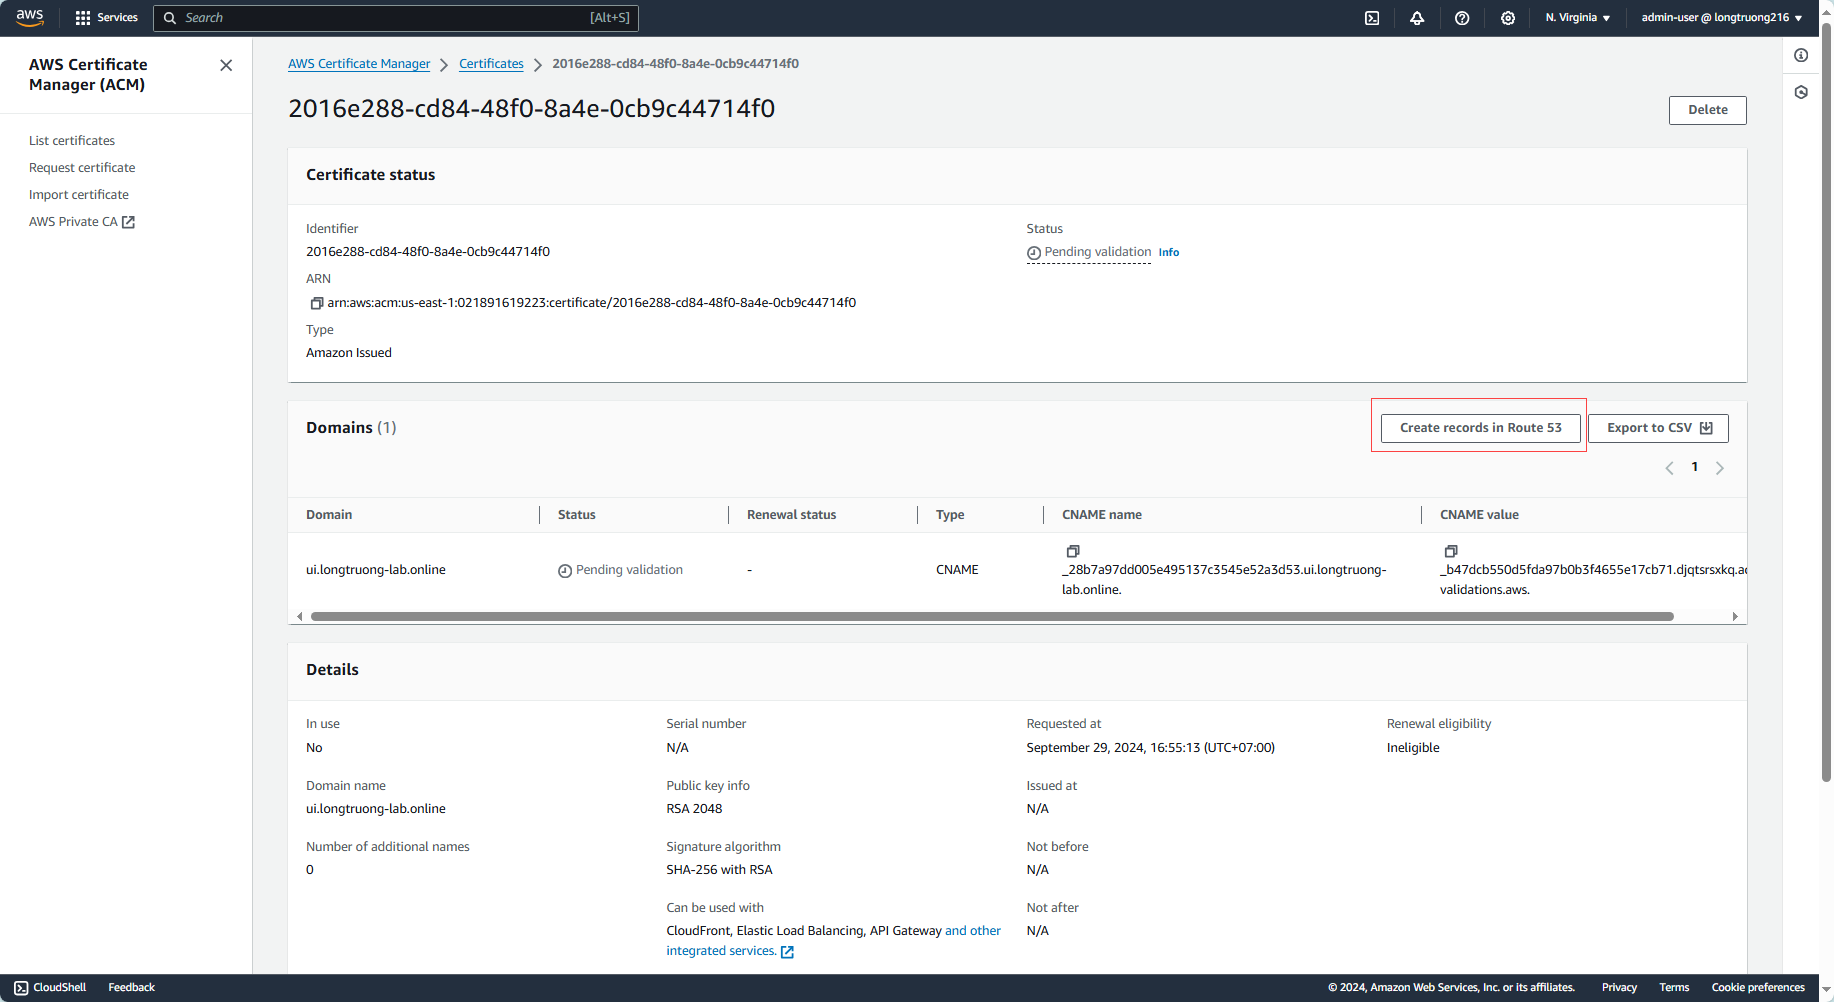 aws
Services
Search
[Alt+S]
N. Virginia
admin-user @ longtruong216
AWS Certificate
Manager (ACM)
List certificates
Request certificate
Import certificate
AWS Private CA
AWS Certificate Manager
Certificates
2016e288-cd84-48f0-8a4e-0cb9c44714f0
2016e288-cd84-48f0-8a4e-0cb9c44714f0
Delete
Certificate status
Identifier
2016e288-cd84-48f0-8a4e-0cb9c44714f0
ARN
arn:aws:acm:us-east-1:021891619223:certificate/2016e288-cd84-48f0-8a4e-0cb9c44714f0
Type
Amazon Issued
Status
Pending validation Info
Domains (1)
Create records in Route 53
Export to CSV
1
Domain
Status
Renewal status
Type
CNAME name
CNAME value
ui.longtruong-lab.online
Pending validation
-
CNAME
_28b7a97dd005e495137c3545e52a3d53.ui.longtruong-
lab.online.
_b47dcb550d5fda97b0b3f4655e17cb71.djqtsrsxkq.ac
validations.aws.
Details
In use
No
Domain name
ui.longtruong-lab.online
Number of additional names
0
Serial number
N/A
Public key info
RSA 2048
Signature algorithm
SHA-256 with RSA
Can be used with
CloudFront, Elastic Load Balancing, API Gateway and other
integrated services.
Requested at
September 29, 2024, 16:55:13 (UTC+07:00)
Issued at
N/A
Not before
N/A
Not after
N/A
Renewal eligibility
Ineligible
CloudShell
Feedback
© 2024, Amazon Web Services, Inc. or its affiliates.
Privacy
Terms
Cookie preferences